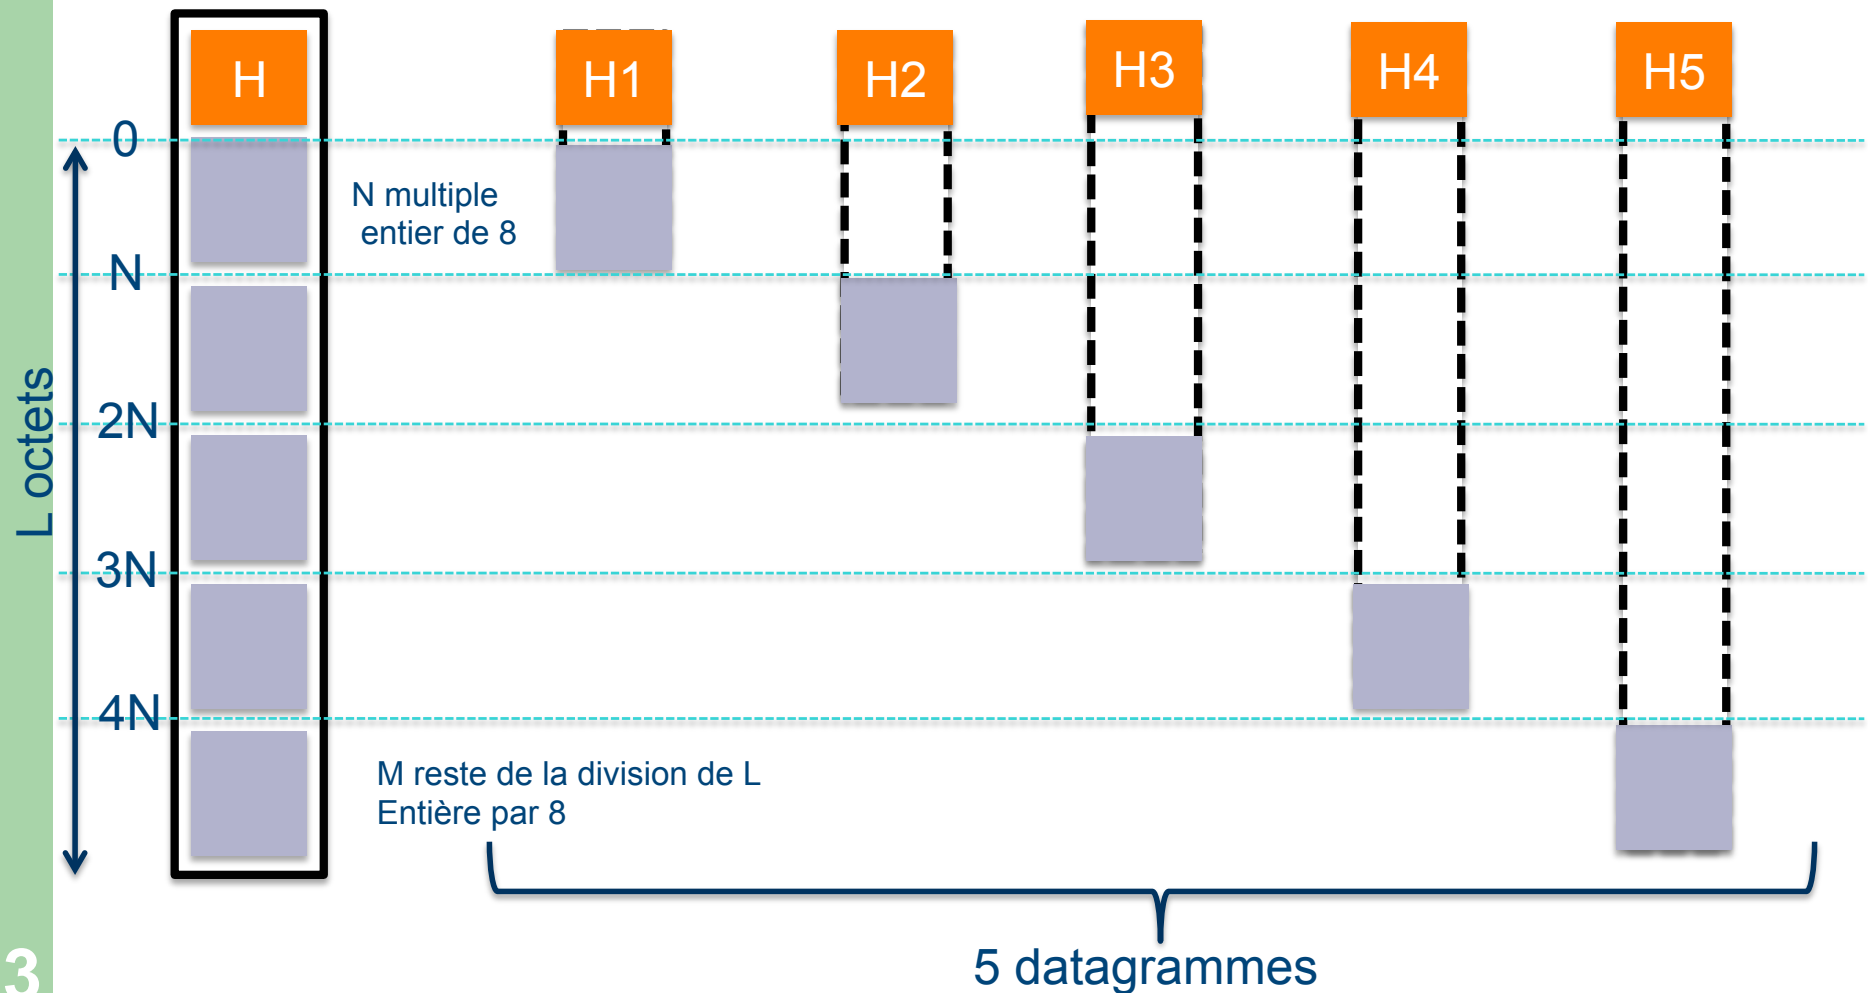 H
H1
H2
H3
H4
H5
0
N multiple
entier de 8
N
2N
L octets
3N
4N
M reste de la division de L
Entière par 8
5 datagrammes
3